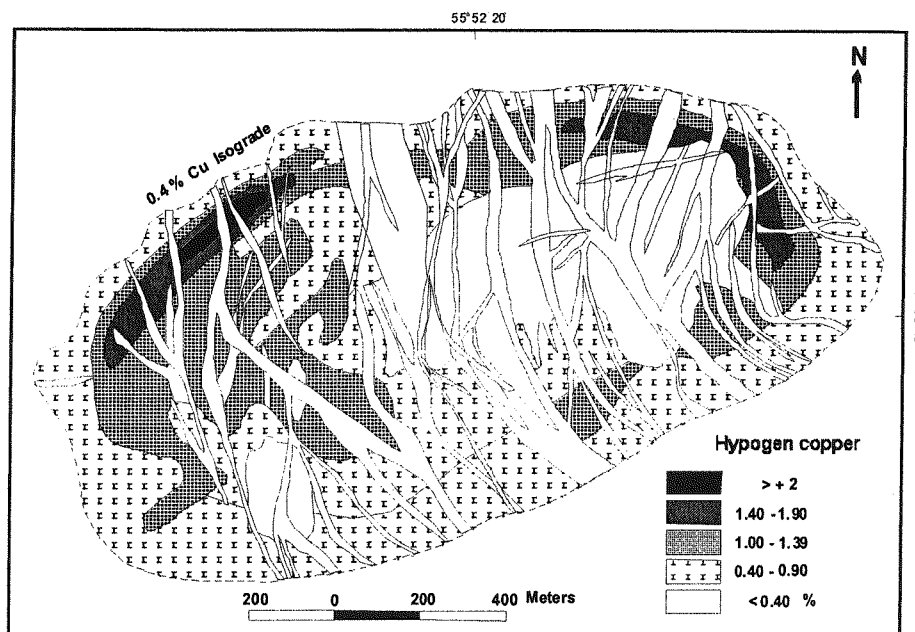 55° 52' 20"
N
0.4% Cu Isograde
Hypogen copper
> + 2
1.40 - 1.90
1.00 - 1.39
0.40 - 0.90
< 0.40 %
200 0 200 400 Meters